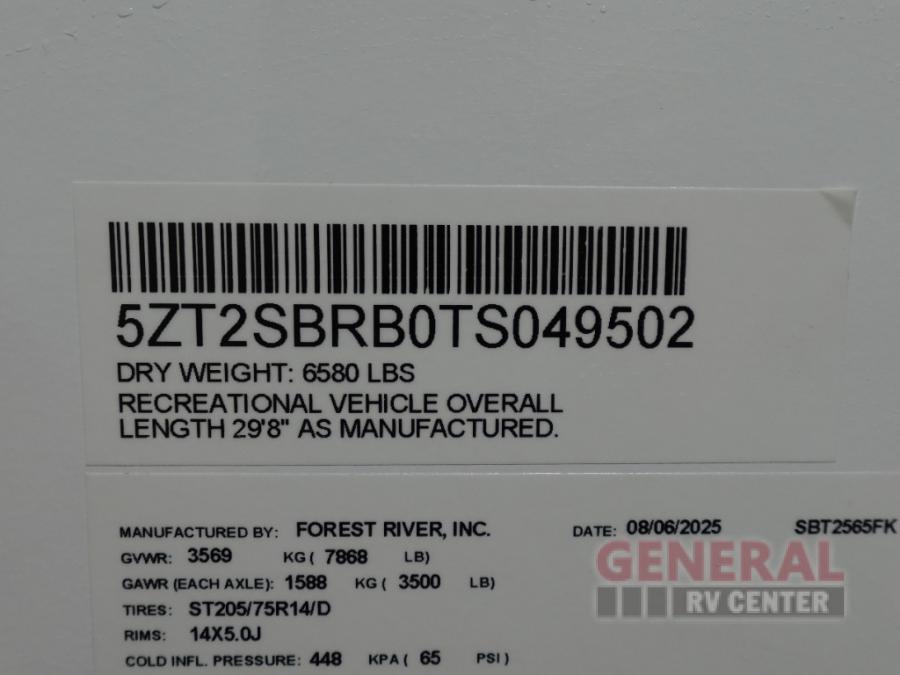 5ZT2SBRB0TS049502
DRY WEIGHT: 6580 LBS
RECREATIONAL VEHICLE OVERALL
LENGTH 29'8" AS MANUFACTURED.
MANUFACTURED BY: FOREST RIVER, INC. DATE: 08/06/2025 SBT2565FK
GVWR: 3569 KG ( 7868 LB)
GAWR (EACH AXLE): 1588 KG ( 3500 LB)
TIRES: ST205/75R14/D
RIMS: 14X5.0J
COLD INFL. PRESSURE: 448 KPA ( 65 PSI )
GENERAL
RV CENTER